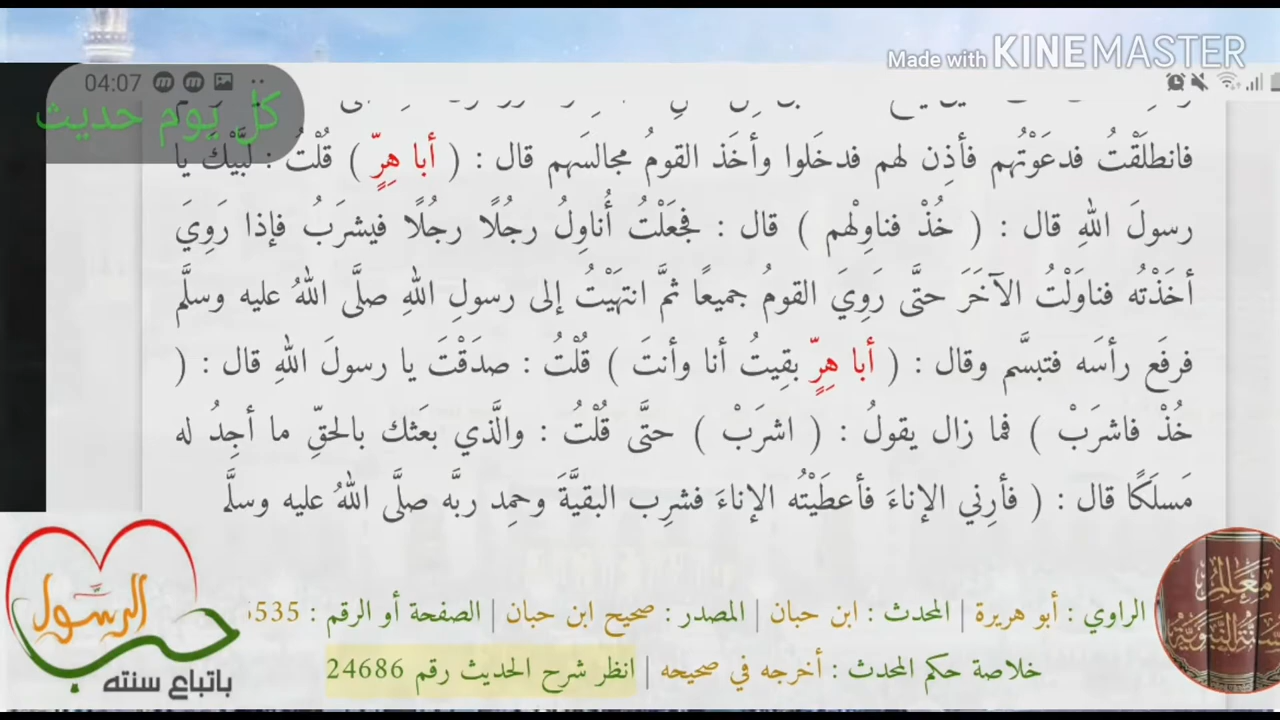 Made with KINEMASTER
04:07
كل يوم حديث
فانطلَقْتُ فدعَوْتُهم فأذِن لهم فدخَلوا وأخَذ القومُ مجالسَهم قال : ( أبا هِرٍّ ) قُلْتُ : لبَّيْكَ يا
رسولَ اللهِ قال : ( خُذْ فناوِلْهم ) قال : فجعَلْتُ أُناوِلُ رجُلًا رجُلًا فيشرَبُ فإذا رَوِيَ
أخَذْتُه فناوَلْتُ الآخَرَ حتَّى رَوِيَ القومُ جميعًا ثمَّ انتهَيْتُ إلى رسولِ اللهِ صلَّى اللهُ عليه وسلَّم
فرفَع رأسَه فتبسَّم وقال : ( أبا هِرٍّ بقِيتُ أنا وأنتَ ) قُلْتُ : صدَقْتَ يا رسولَ اللهِ قال : (
خُذْ فاشرَبْ ) فما زال يقولُ : ( اشرَبْ ) حتَّى قُلْتُ : والَّذي بعَثك بالحقِّ ما أجِدُ له
مَسلَكًا قال : ( فأرِني الإناءَ فأعطَيْتُه الإناءَ فشرِب البقيَّةَ وحمِد ربَّه صلَّى اللهُ عليه وسلَّم
الراوي : أبو هريرة | المحدث : ابن حبان | المصدر : صحيح ابن حبان | الصفحة أو الرقم : 535
خلاصة حكم المحدث : أخرجه في صحيحه | انظر شرح الحديث رقم 24686
حب الرسول
باتباع سنته
معالم
السنة النبوية